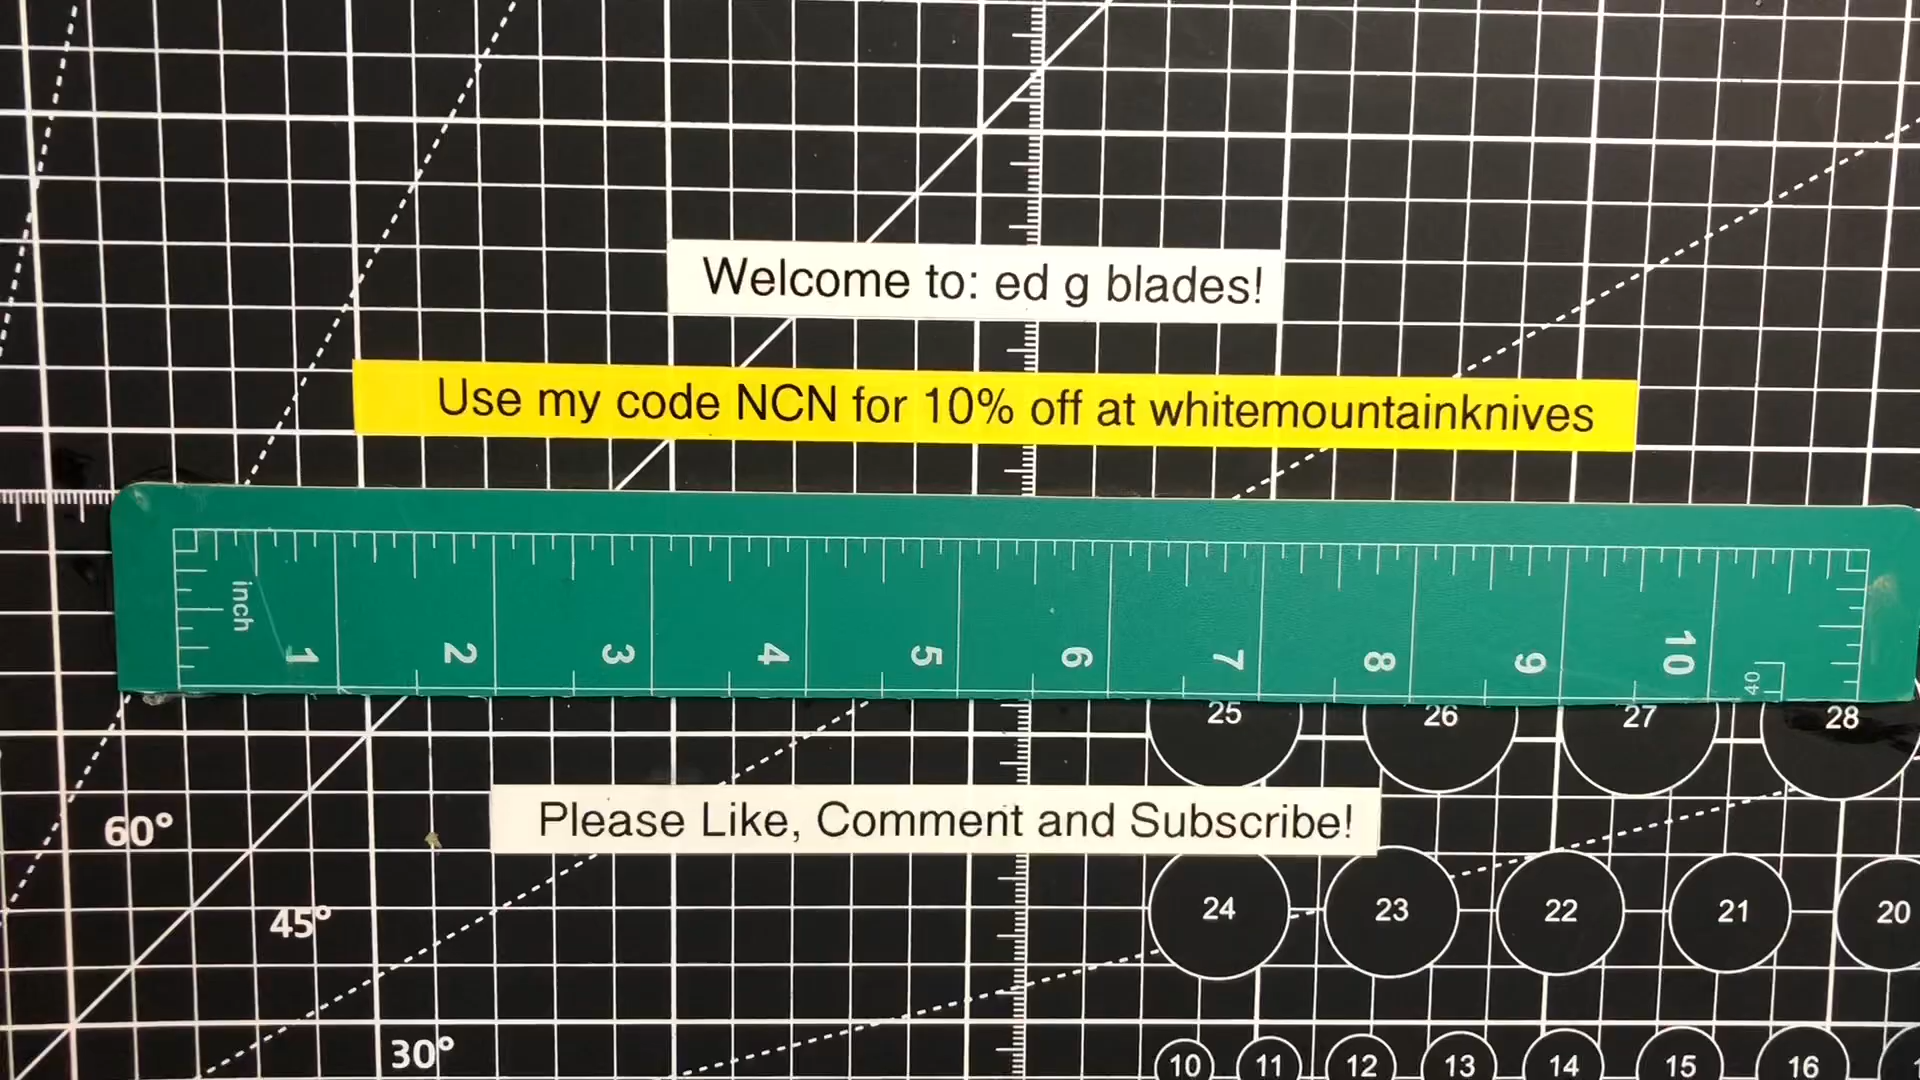 Welcome to: ed g blades!
Use my code NCN for 10% off at whitemountainknives
inch
1 2 3 4 5 6 7 8 9 10
40
25 26 27 28
Please Like, Comment and Subscribe!
60°
24 23 22 21 20
45°
30°
10 11 12 13 14 15 16